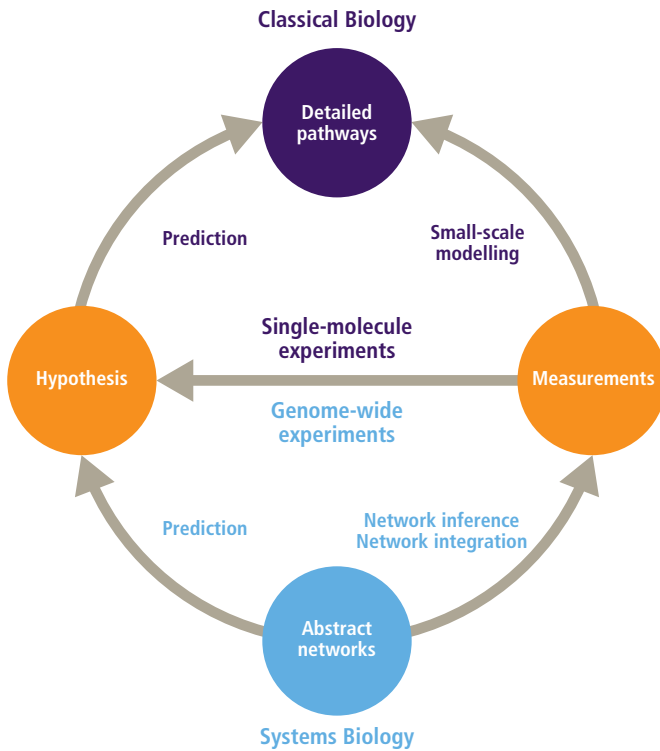 Classical Biology
Detailed
pathways
Prediction
Small-scale
modelling
Single-molecule
experiments
Hypothesis
Measurements
Genome-wide
experiments
Prediction
Network inference
Network integration
Abstract
networks
Systems Biology